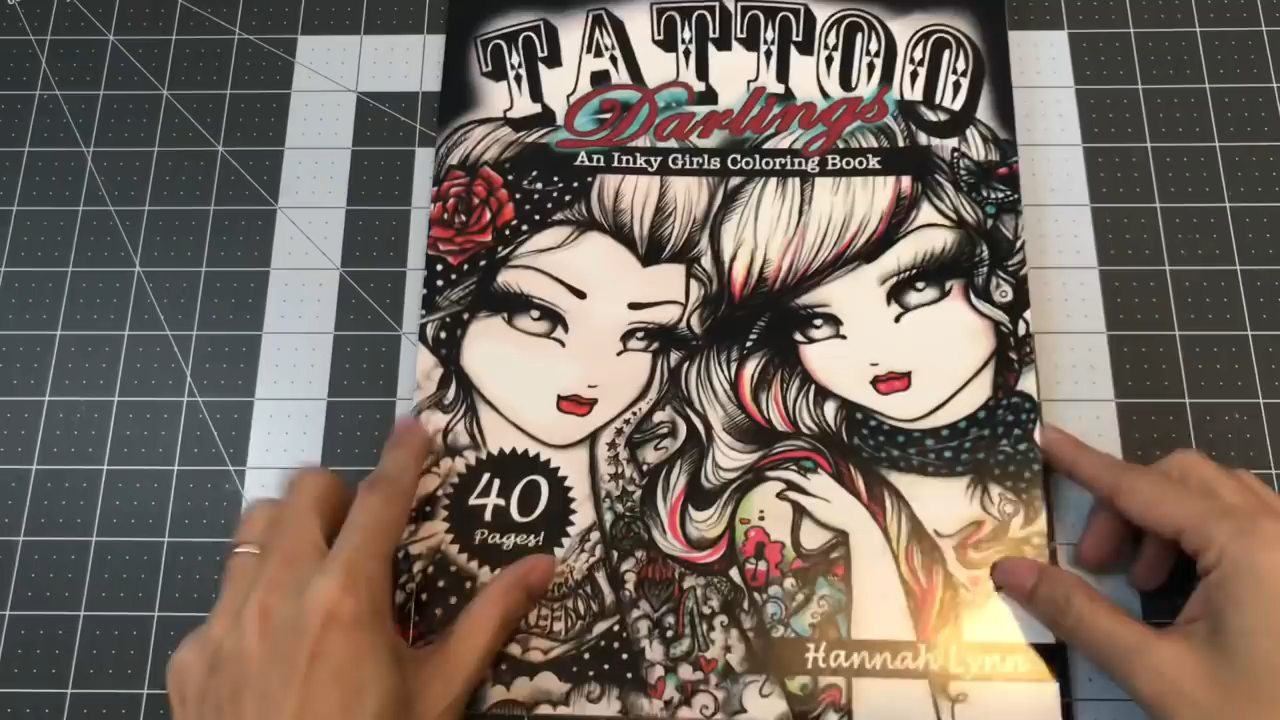 TATTOO
Darlings
An Inky Girls Coloring Book
40
Pages!
Hannah Lynn